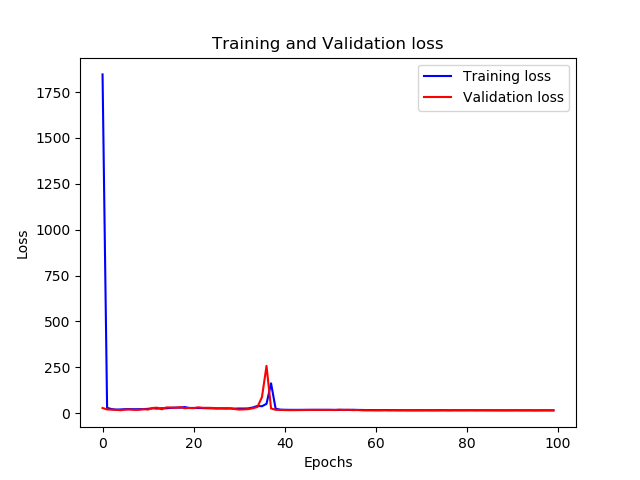 Training and Validation loss
Training loss
Validation loss
1750
1500
1250
1000
750
500
250
0
Loss
0 20 40 60 80 100
Epochs